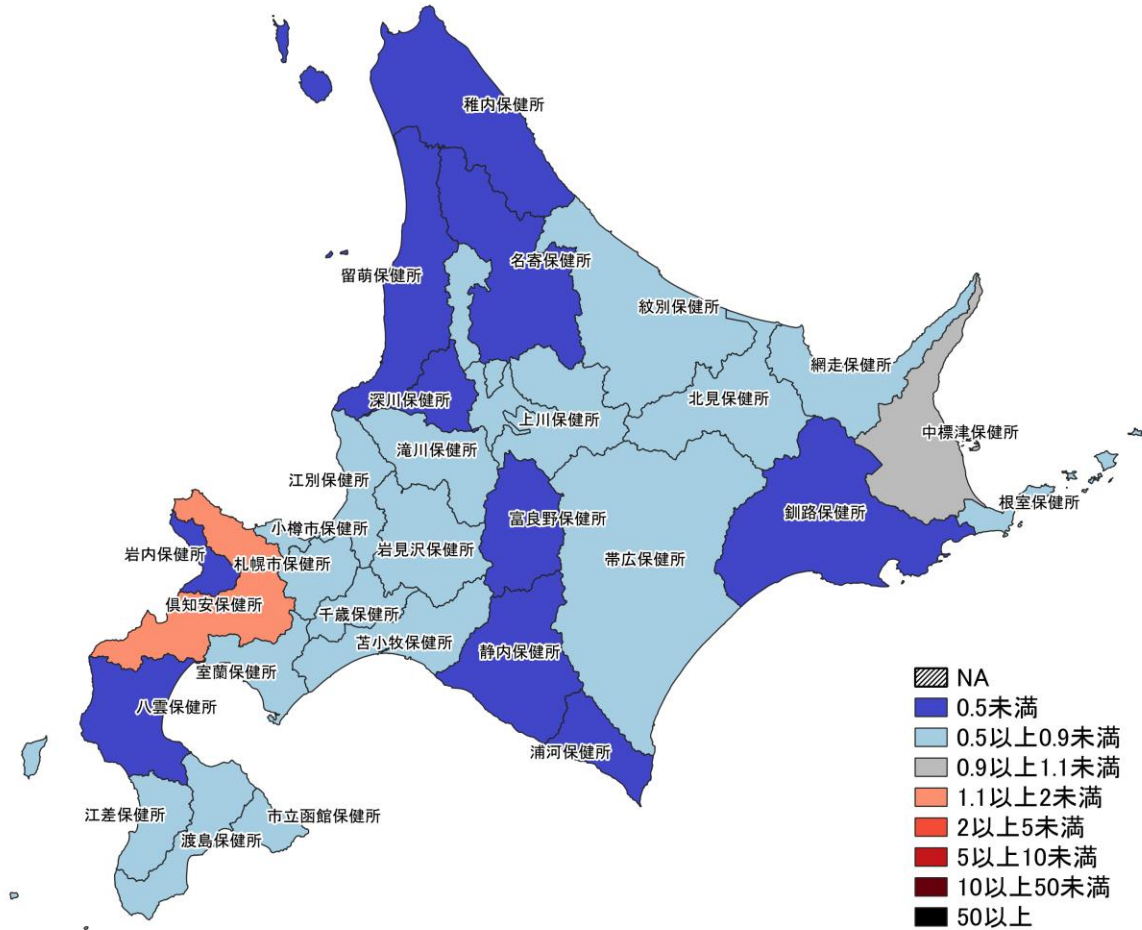 稚内保健所
名寄保健所
留萌保健所
紋別保健所
網走保健所
深川保健所
北見保健所
上川保健所
中標津保健所
滝川保健所
江別保健所
根室保健所
富良野保健所
釧路保健所
小樽市保健所
岩見沢保健所
岩内保健所
札幌市保健所
帯広保健所
倶知安保健所
千歳保健所
苫小牧保健所
静内保健所
室蘭保健所
八雲保健所
浦河保健所
江差保健所
市立函館保健所
渡島保健所
NA
0.5未満
0.5以上0.9未満
0.9以上1.1未満
1.1以上2未満
2以上5未満
5以上10未満
10以上50未満
50以上